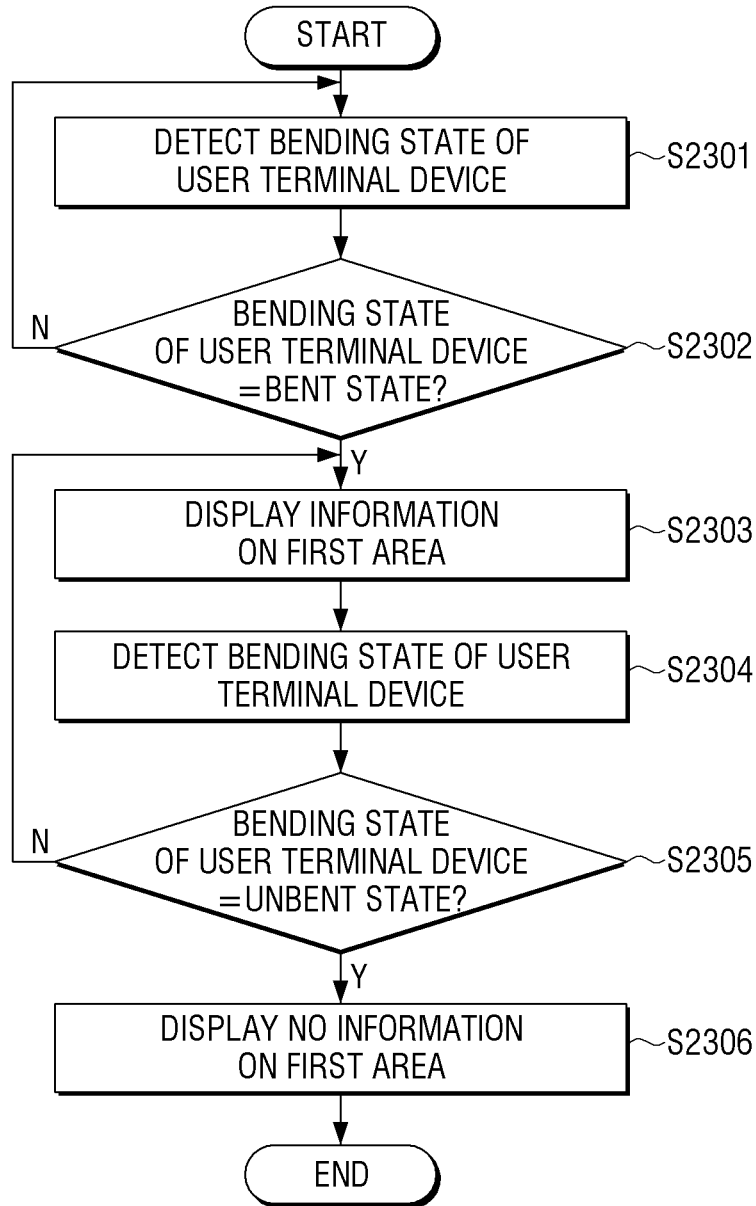 START
DETECT BENDING STATE OF
USER TERMINAL DEVICE
S2301
BENDING STATE
OF USER TERMINAL DEVICE
=BENT STATE?
S2302
N
Y
DISPLAY INFORMATION
ON FIRST AREA
S2303
DETECT BENDING STATE OF USER
TERMINAL DEVICE
S2304
BENDING STATE
OF USER TERMINAL DEVICE
=UNBENT STATE?
S2305
N
Y
DISPLAY NO INFORMATION
ON FIRST AREA
S2306
END